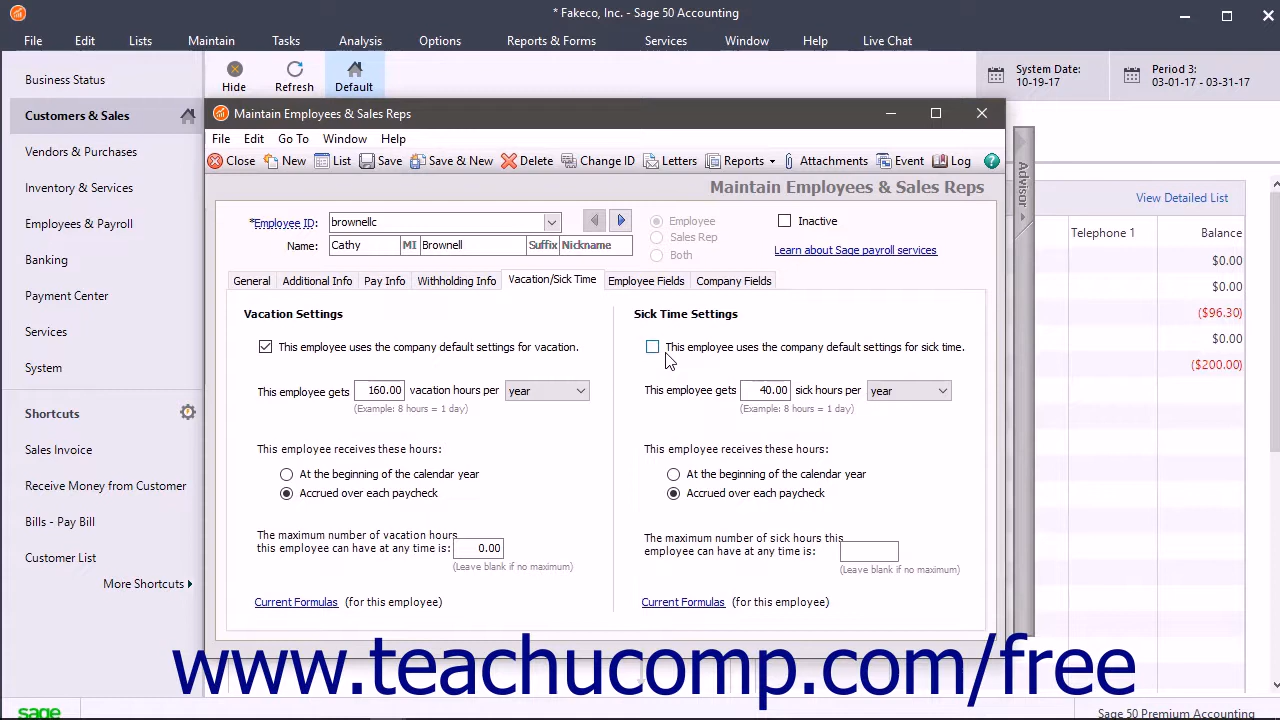 * Fakeco, Inc. - Sage 50 Accounting
File Edit Lists Maintain Tasks Analysis Options Reports & Forms Services Window Help Live Chat
Business Status
Customers & Sales
Vendors & Purchases
Inventory & Services
Employees & Payroll
Banking
Payment Center
Services
System
Shortcuts
Sales Invoice
Receive Money from Customer
Bills - Pay Bill
Customer List
More Shortcuts
Hide Refresh Default
System Date:
10-19-17
Period 3:
03-01-17 - 03-31-17
Maintain Employees & Sales Reps
File Edit Go To Window Help
Close New List Save Save & New Delete Change ID Letters Reports Attachments Event Log ?
Maintain Employees & Sales Reps
*Employee ID: brownellc
Name: Cathy MI Brownell Suffix Nickname
Employee
Sales Rep
Both
Inactive
Learn about Sage payroll services
General Additional Info Pay Info Withholding Info Vacation/Sick Time Employee Fields Company Fields
Vacation Settings
This employee uses the company default settings for vacation.
This employee gets 160.00 vacation hours per year
(Example: 8 hours = 1 day)
This employee receives these hours:
At the beginning of the calendar year
Accrued over each paycheck
The maximum number of vacation hours
this employee can have at any time is: 0.00
(Leave blank if no maximum)
Current Formulas (for this employee)
Sick Time Settings
This employee uses the company default settings for sick time.
This employee gets 40.00 sick hours per year
(Example: 8 hours = 1 day)
This employee receives these hours:
At the beginning of the calendar year
Accrued over each paycheck
The maximum number of sick hours this
employee can have at any time is:
(Leave blank if no maximum)
Current Formulas (for this employee)
Advisor
View Detailed List
Telephone 1 Balance
$0.00
$0.00
($96.30)
$0.00
($200.00)
www.teachucomp.com/free
sage
Sage 50 Premium Accounting